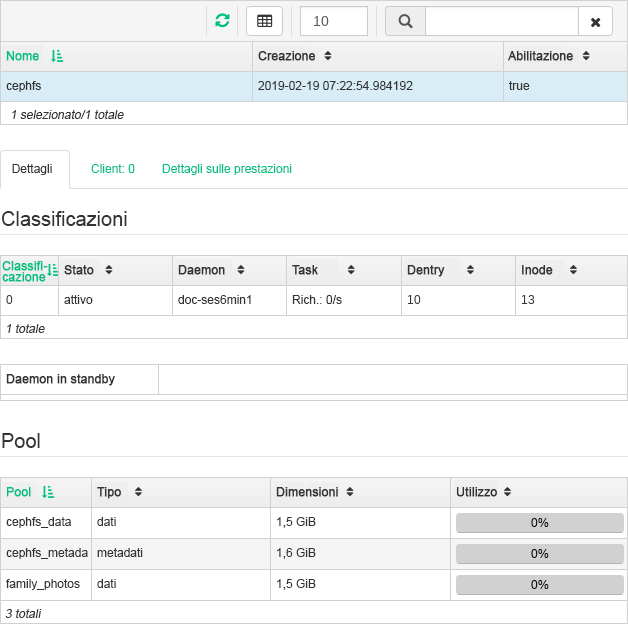 10
Nome Creazione Abilitazione
cephfs 2019-02-19 07:22:54.984192 true
1 selezionato/1 totale
Dettagli Client: 0 Dettagli sulle prestazioni
Classificazioni
Classifi-
cazione Stato Daemon Task Dentry Inode
0 attivo doc-ses6min1 Rich.: 0/s 10 13
1 totale
Daemon in standby
Pool
Pool Tipo Dimensioni Utilizzo
cephfs_data dati 1,5 GiB 0%
cephfs_metada metadati 1,6 GiB 0%
family_photos dati 1,5 GiB 0%
3 totali